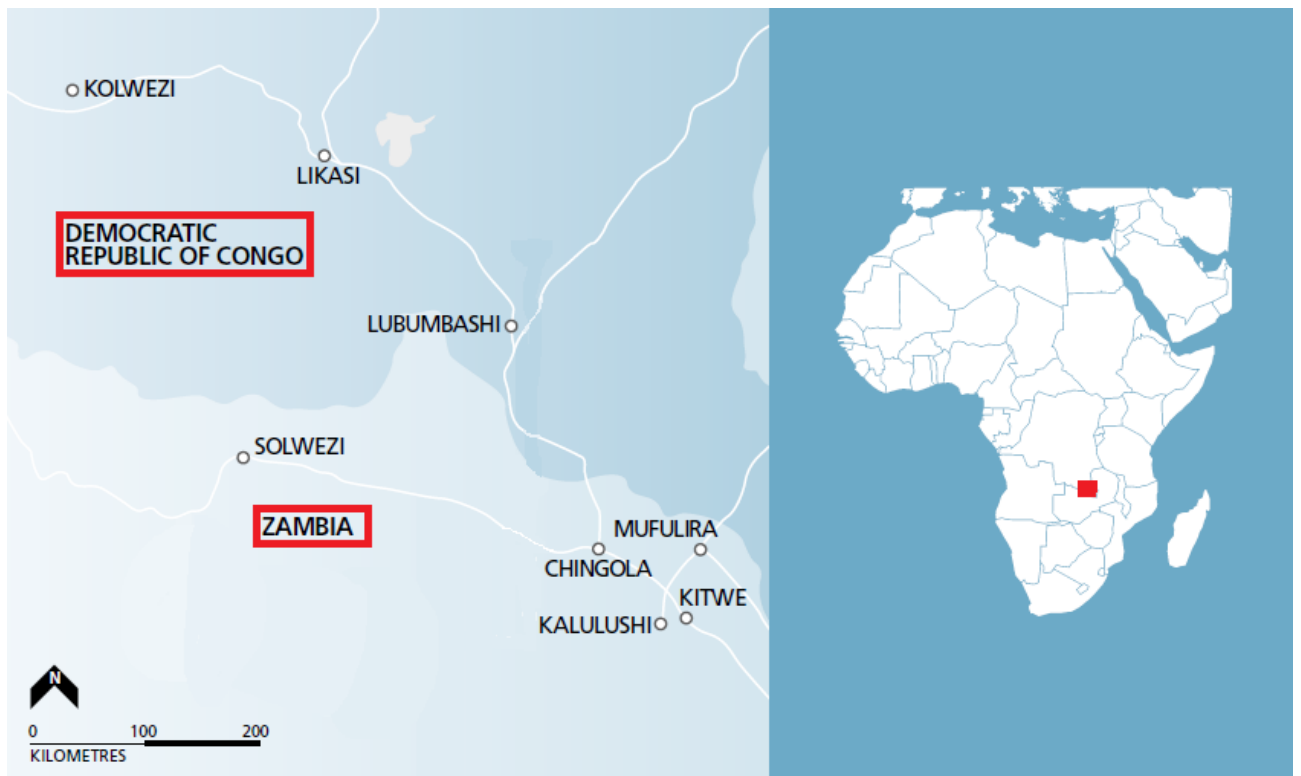 KOLWEZI
LIKASI
DEMOCRATIC
REPUBLIC OF CONGO
LUBUMBASHI
SOLWEZI
ZAMBIA
MUFULIRA
CHINGOLA
KITWE
KALULUSHI
N
0 100 200
KILOMETRES